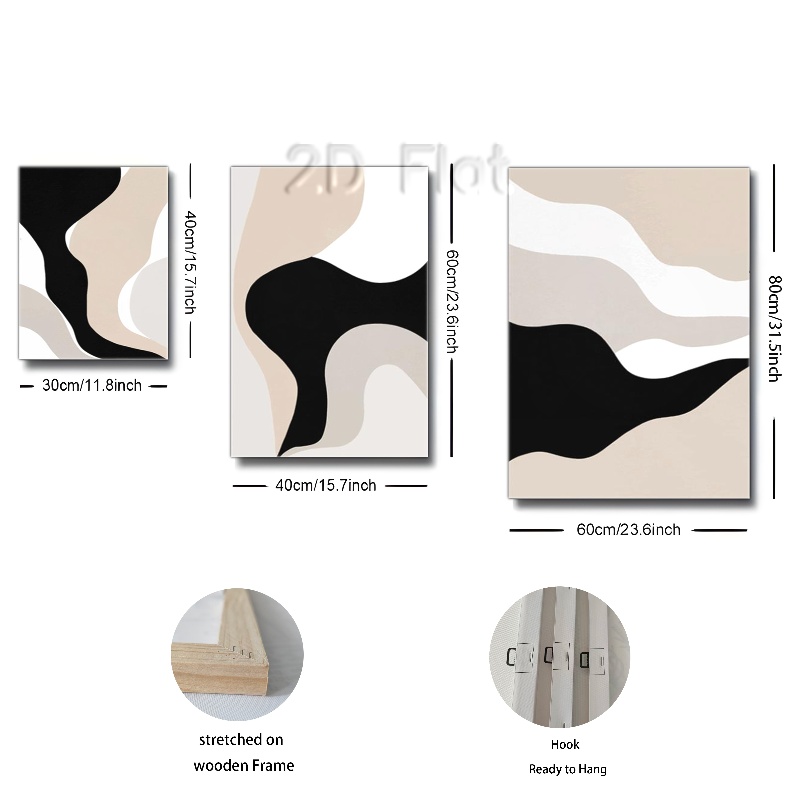 2D Flat
40cm/15.7inch
30cm/11.8inch
60cm/23.6inch
40cm/15.7inch
80cm/31.5inch
60cm/23.6inch
stretched on
wooden Frame
Hook
Ready to Hang